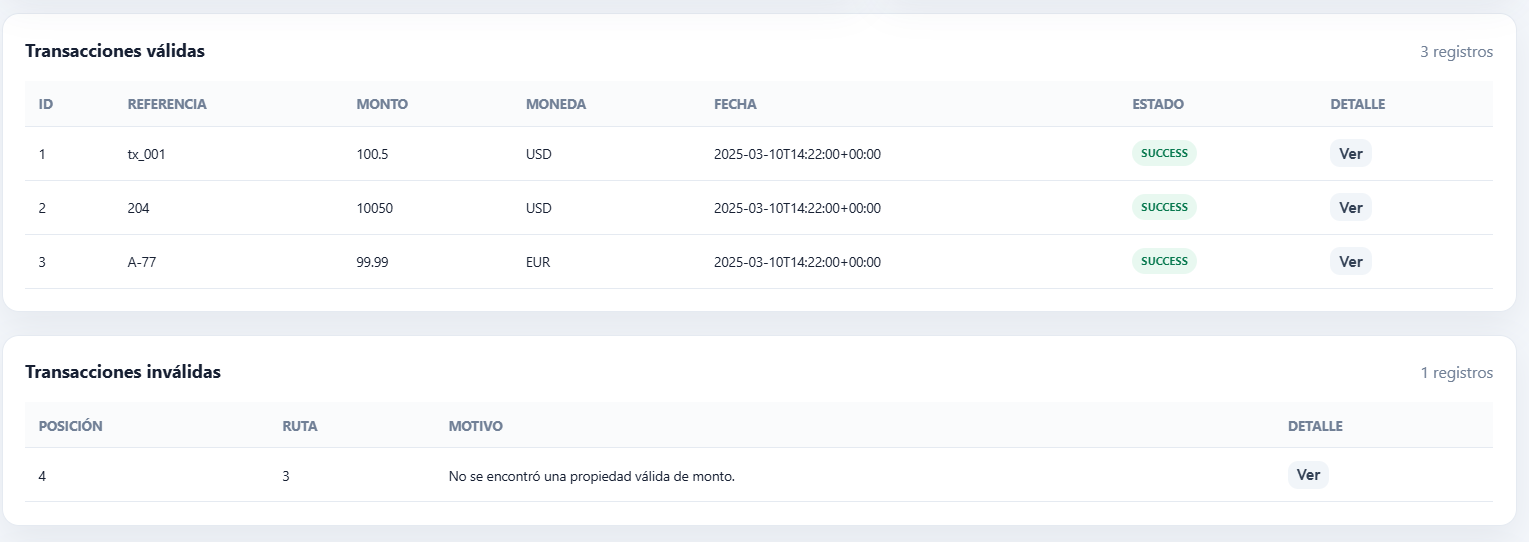 Transacciones válidas 3 registros
ID REFERENCIA MONTO MONEDA FECHA ESTADO DETALLE
1 tx_001 100.5 USD 2025-03-10T14:22:00+00:00 SUCCESS Ver
2 204 10050 USD 2025-03-10T14:22:00+00:00 SUCCESS Ver
3 A-77 99.99 EUR 2025-03-10T14:22:00+00:00 SUCCESS Ver
Transacciones inválidas 1 registros
POSICIÓN RUTA MOTIVO DETALLE
4 3 No se encontró una propiedad válida de monto. Ver